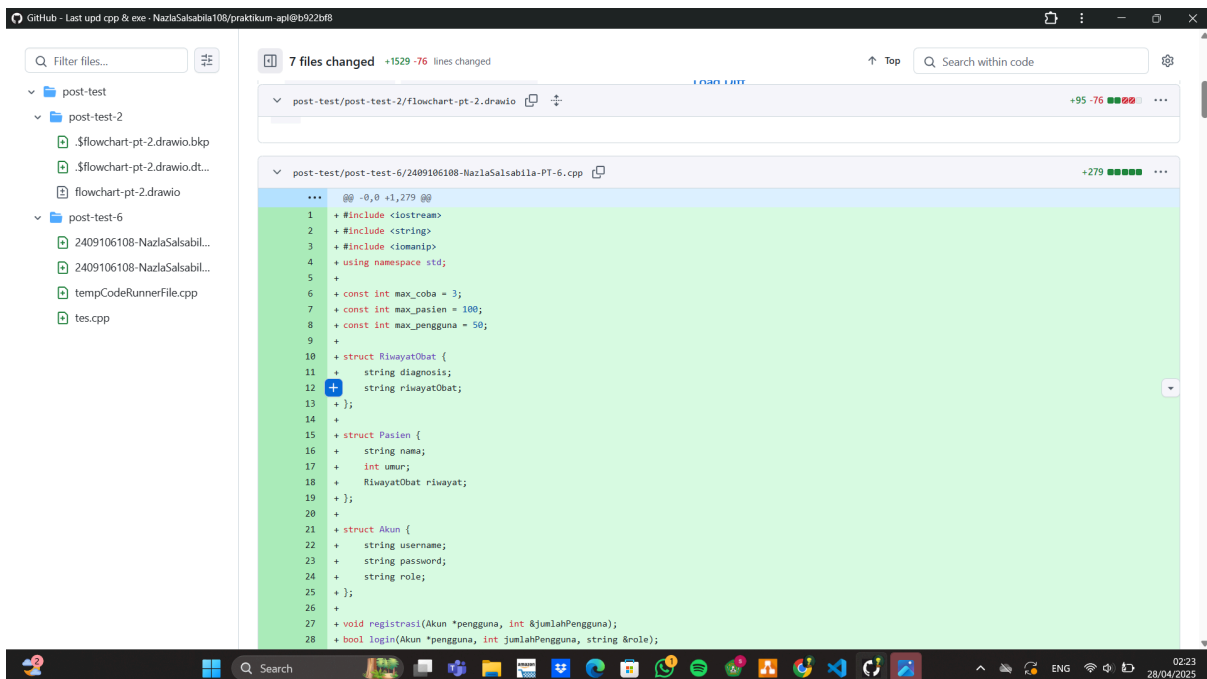 GitHub - Last upd cpp & exe · NazlaSalsabila108/praktikum-apl@b922bf8
Filter files...
post-test
post-test-2
.$flowchart-pt-2.drawio.bkp
.$flowchart-pt-2.drawio.dt...
flowchart-pt-2.drawio
post-test-6
2409106108-NazlaSalsabil...
2409106108-NazlaSalsabil...
tempCodeRunnerFile.cpp
tes.cpp
7 files changed +1529 -76 lines changed
Top
Search within code
Load Diff
post-test/post-test-2/flowchart-pt-2.drawio
+95 -76
post-test/post-test-6/2409106108-NazlaSalsabila-PT-6.cpp
+279
@@ -0,0 +1,279 @@
1 + #include <iostream>
2 + #include <string>
3 + #include <iomanip>
4 + using namespace std;
5 +
6 + const int max_coba = 3;
7 + const int max_pasien = 100;
8 + const int max_pengguna = 50;
9 +
10 + struct RiwayatObat {
11 + string diagnosis;
12 + string riwayatObat;
13 + };
14 +
15 + struct Pasien {
16 + string nama;
17 + int umur;
18 + RiwayatObat riwayat;
19 + };
20 +
21 + struct Akun {
22 + string username;
23 + string password;
24 + string role;
25 + };
26 +
27 + void registrasi(Akun *pengguna, int &jumlahPengguna);
28 + bool login(Akun *pengguna, int jumlahPengguna, string &role);
2
Search
amazon
ENG
02:23
28/04/2025